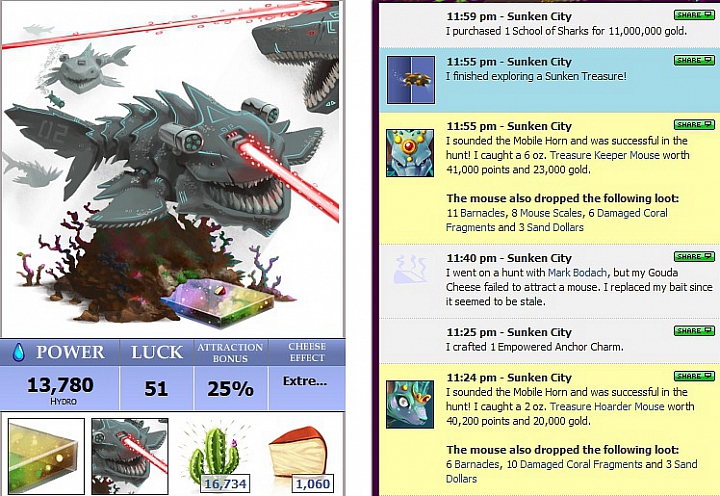 02
POWER
LUCK
ATTRACTION
BONUS
CHEESE
EFFECT
13,780
HYDRO
51
25%
Extre...
16,734
1,060
11:59 pm - Sunken City
SHARE
I purchased 1 School of Sharks for 11,000,000 gold.
11:55 pm - Sunken City
SHARE
I finished exploring a Sunken Treasure!
11:55 pm - Sunken City
SHARE
I sounded the Mobile Horn and was successful in the
hunt! I caught a 6 oz. Treasure Keeper Mouse worth
41,000 points and 23,000 gold.
The mouse also dropped the following loot:
11 Barnacles, 8 Mouse Scales, 6 Damaged Coral
Fragments and 3 Sand Dollars
11:40 pm - Sunken City
SHARE
I went on a hunt with Mark Bodach, but my Gouda
Cheese failed to attract a mouse. I replaced my bait since
it seemed to be stale.
11:25 pm - Sunken City
SHARE
I crafted 1 Empowered Anchor Charm.
11:24 pm - Sunken City
SHARE
I sounded the Mobile Horn and was successful in the
hunt! I caught a 2 oz. Treasure Hoarder Mouse worth
40,200 points and 20,000 gold.
The mouse also dropped the following loot:
6 Barnacles, 10 Damaged Coral Fragments and 3 Sand
Dollars